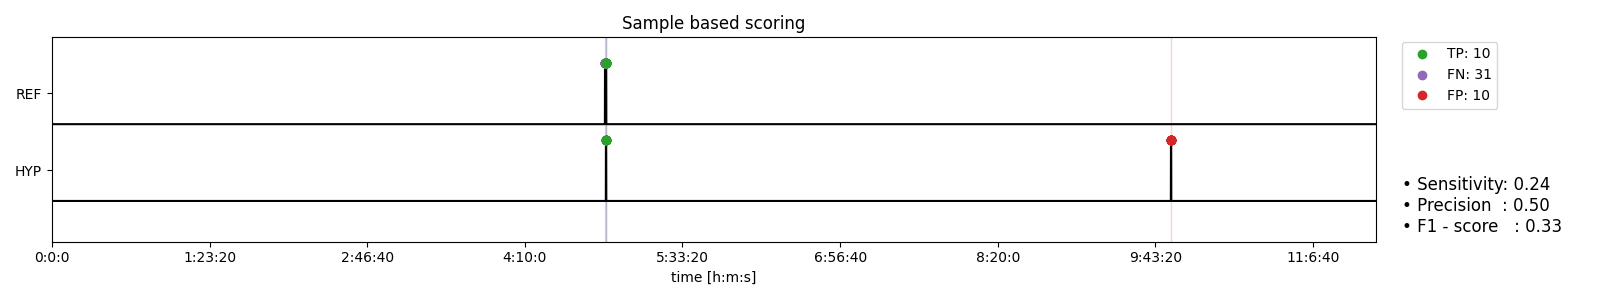 Sample based scoring
REF
HYP
0:0:0
1:23:20
2:46:40
4:10:0
5:33:20
6:56:40
8:20:0
9:43:20
11:6:40
time [h:m:s]
TP: 10
FN: 31
FP: 10
• Sensitivity: 0.24
• Precision : 0.50
• F1 - score : 0.33